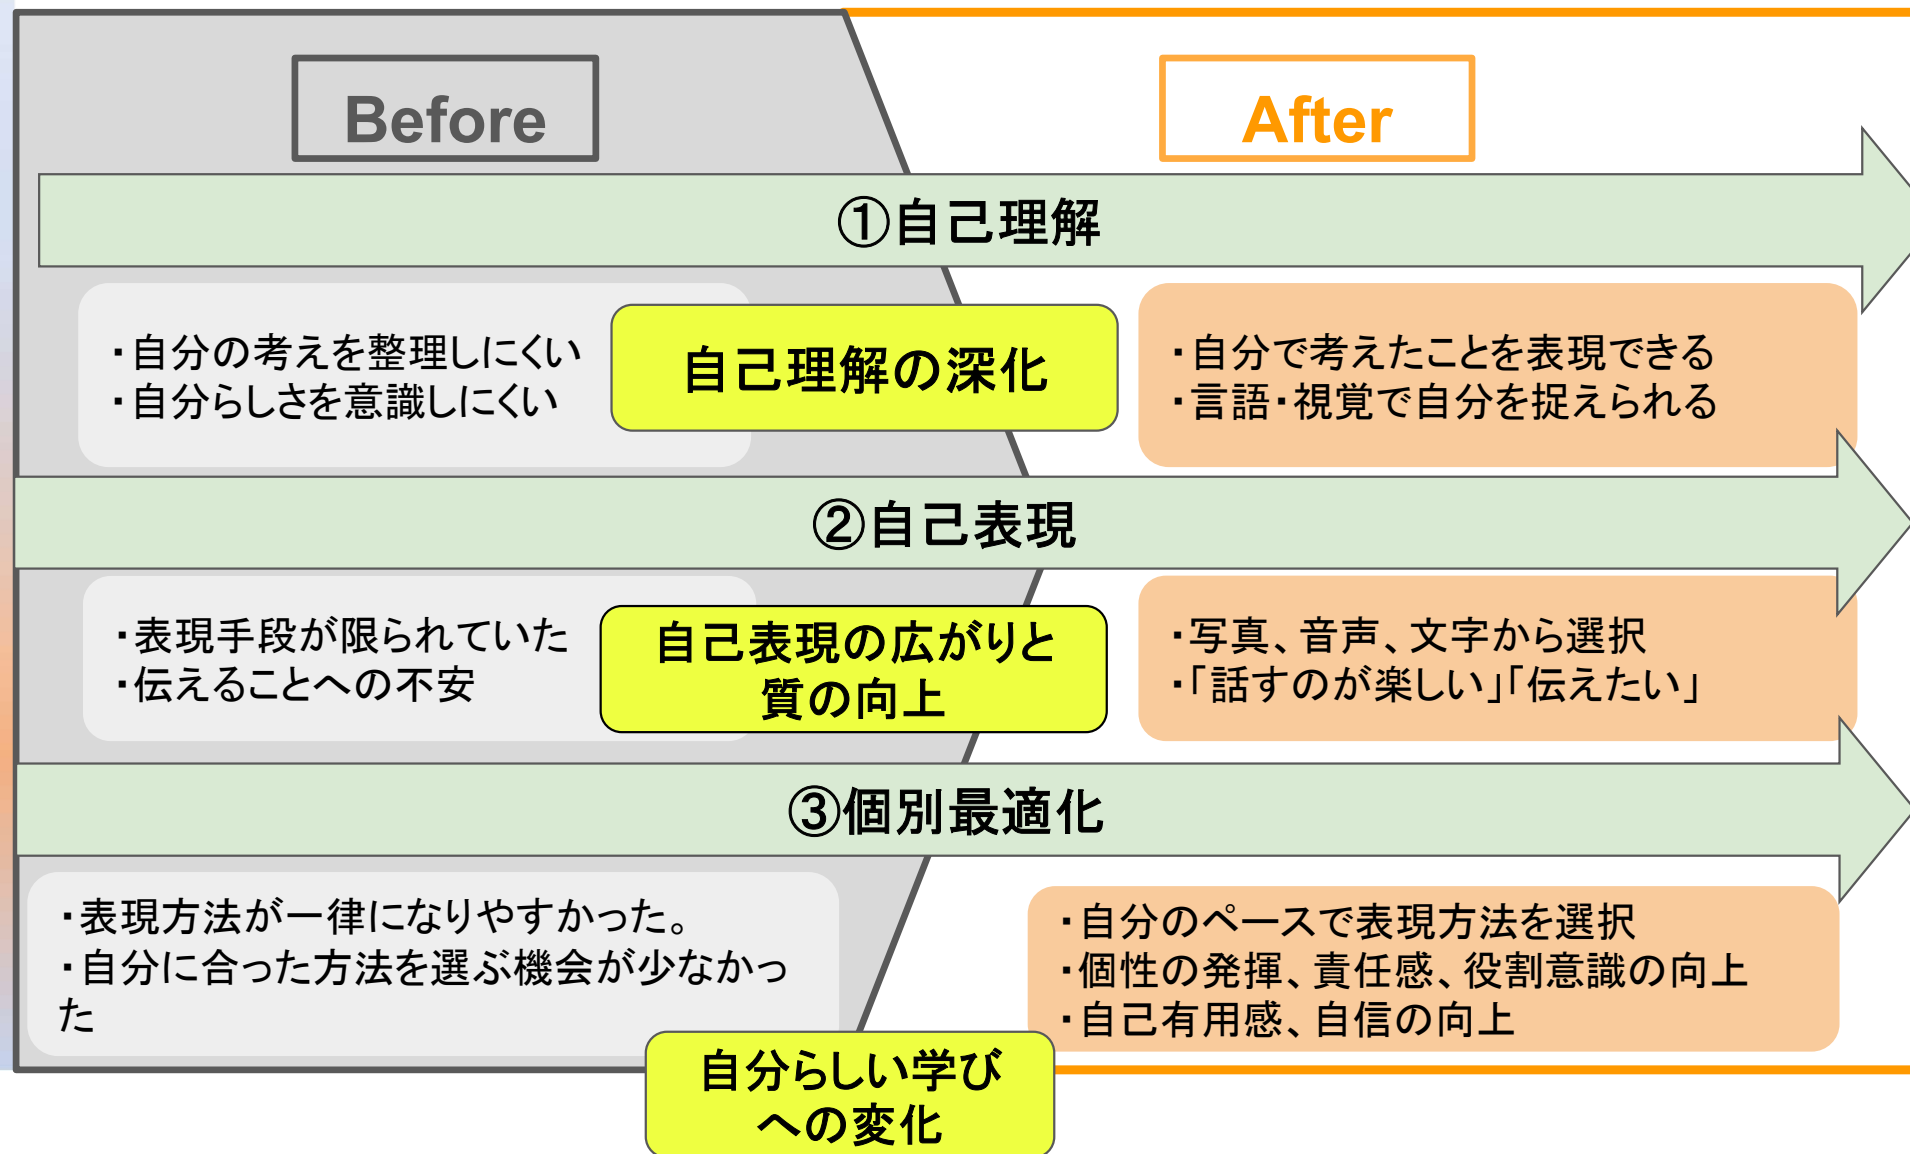 Before
After
①自己理解
・自分の考えを整理しにくい
・自分らしさを意識しにくい
自己理解の深化
・自分で考えたことを表現できる
・言語・視覚で自分を捉えられる
②自己表現
・表現手段が限られていた
・伝えることへの不安
自己表現の広がりと
質の向上
・写真、音声、文字から選択
・「話すのが楽しい」「伝えたい」
③個別最適化
・表現方法が一律になりやすかった。
・自分に合った方法を選ぶ機会が少なかっ
た
自分らしい学び
への変化
・自分のペースで表現方法を選択
・個性の発揮、責任感、役割意識の向上
・自己有用感、自信の向上